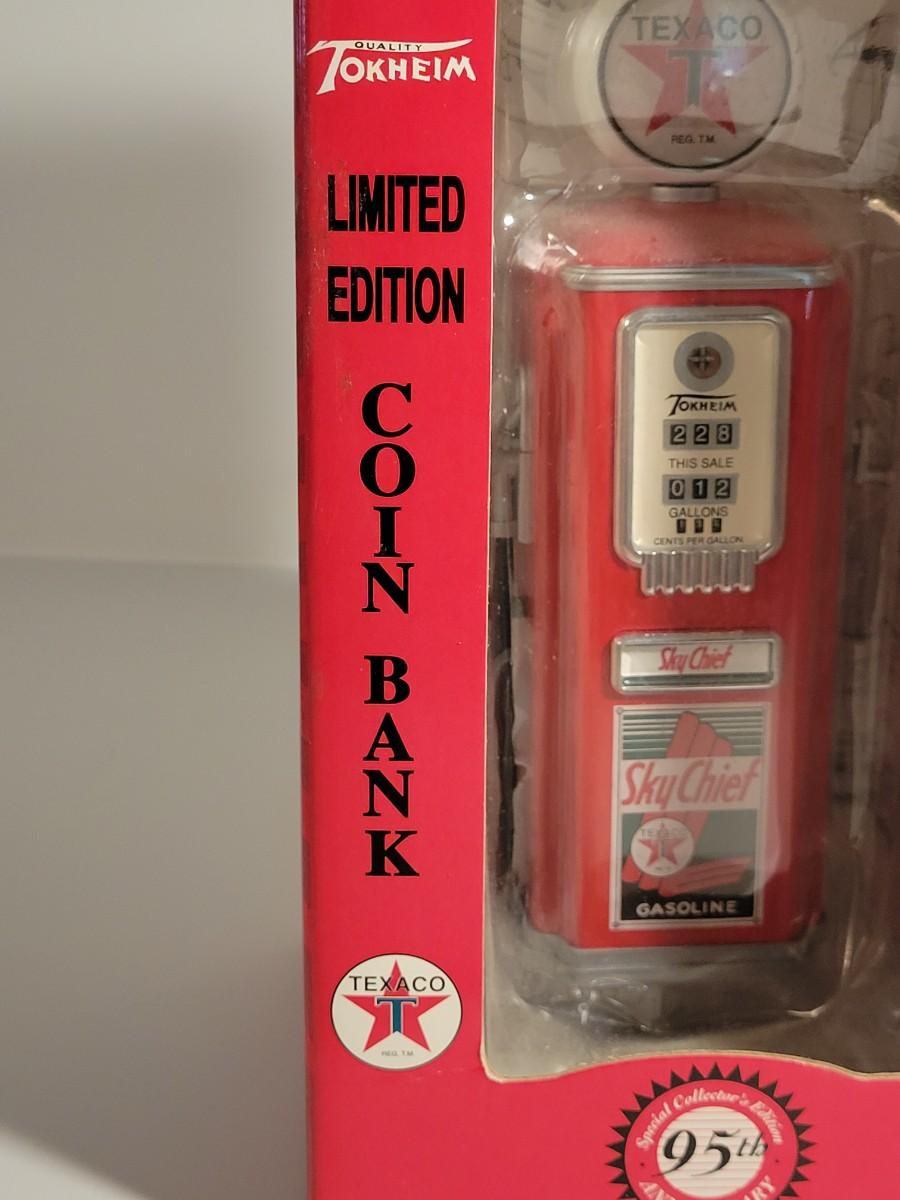 QUALITY
TOKHEIM
LIMITED
EDITION
COIN
BANK
TEXACO
T
REG. T.M.
TEXACO
T
REG. T.M.
TOKHEIM
228
THIS SALE
012
GALLONS
CENTS PER GALLON
Sky Chief
Sky Chief
TEXACO
T
GASOLINE
Special Collector's Edition
95th